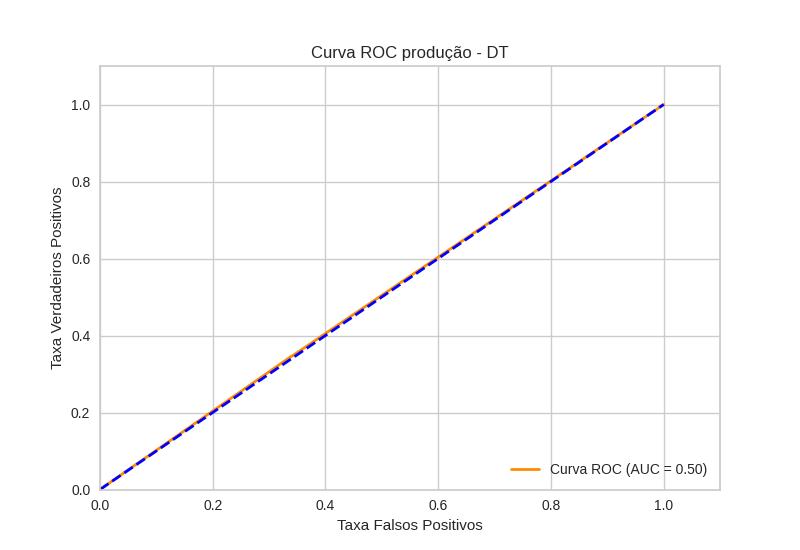 Curva ROC produção - DT
Taxa Verdadeiros Positivos
1.0
0.8
0.6
0.4
0.2
0.0
Curva ROC (AUC = 0.50)
0.0 0.2 0.4 0.6 0.8 1.0
Taxa Falsos Positivos